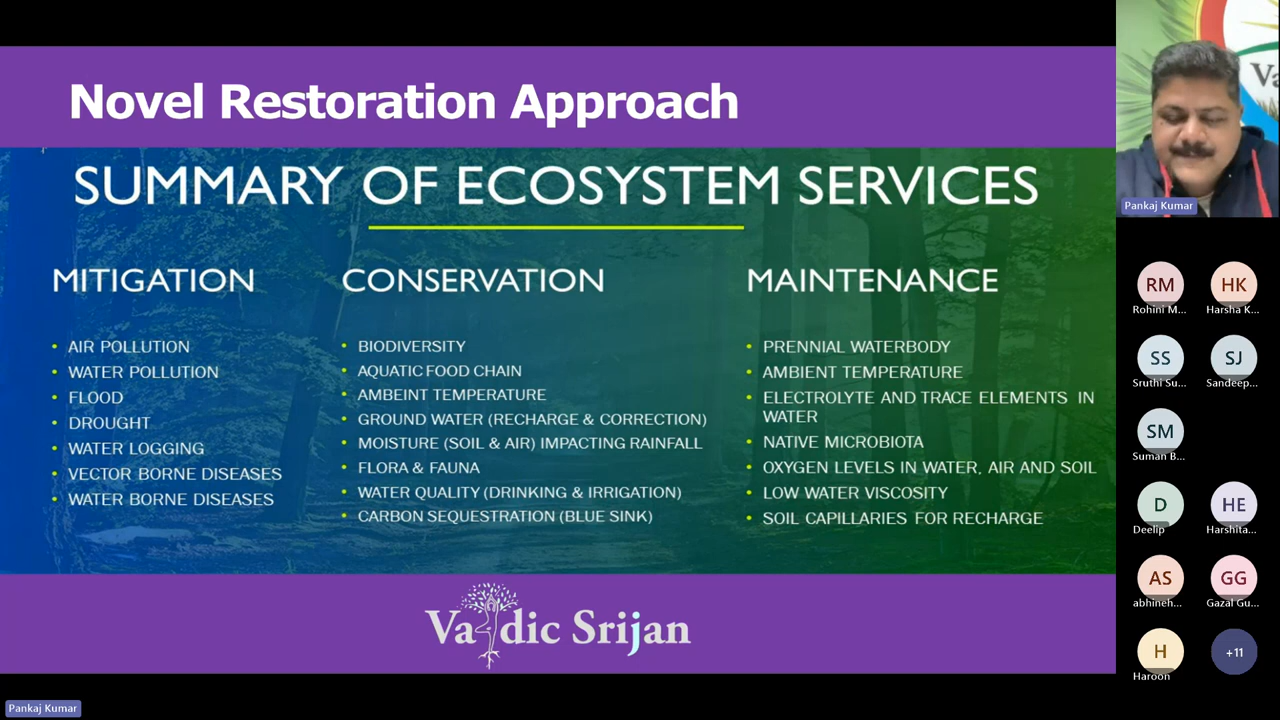 Novel Restoration Approach
SUMMARY OF ECOSYSTEM SERVICES
MITIGATION
• AIR POLLUTION
• WATER POLLUTION
• FLOOD
• DROUGHT
• WATER LOGGING
• VECTOR BORNE DISEASES
• WATER BORNE DISEASES
CONSERVATION
• BIODIVERSITY
• AQUATIC FOOD CHAIN
• AMBEINT TEMPERATURE
• GROUND WATER (RECHARGE & CORRECTION)
• MOISTURE (SOIL & AIR) IMPACTING RAINFALL
• FLORA & FAUNA
• WATER QUALITY (DRINKING & IRRIGATION)
• CARBON SEQUESTRATION (BLUE SINK)
MAINTENANCE
• PRENNIAL WATERBODY
• AMBIENT TEMPERATURE
• ELECTROLYTE AND TRACE ELEMENTS IN
WATER
• NATIVE MICROBIOTA
• OXYGEN LEVELS IN WATER, AIR AND SOIL
• LOW WATER VISCOSITY
• SOIL CAPILLARIES FOR RECHARGE
Vaidic Srijan
Va
Pankaj Kumar
RM
Rohini M...
HK
Harsha K...
SS
Sruthi Su...
SJ
Sandeep...
SM
Suman B...
D
Deelip
HE
Harshita...
AS
abhineh...
GG
Gazal Gu...
H
Haroon
+11
Pankaj Kumar